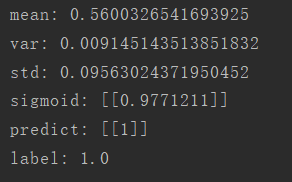 mean: 0.5600326541693925
var: 0.009145143513851832
std: 0.09563024371950452
sigmoid: [[0.9771211]]
predict: [[1]]
label: 1.0